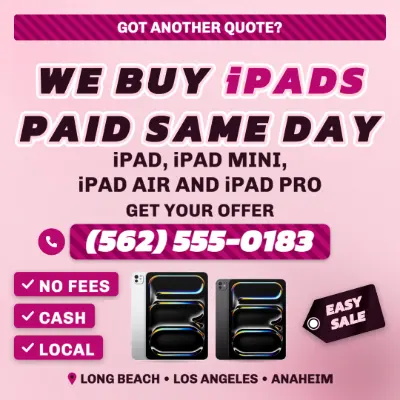 GOT ANOTHER QUOTE?
WE BUY iPADS
PAID SAME DAY
iPAD, iPAD MINI,
iPAD AIR AND iPAD PRO
GET YOUR OFFER
(562) 555-0183
NO FEES
CASH
LOCAL
EASY
SALE
LONG BEACH • LOS ANGELES • ANAHEIM